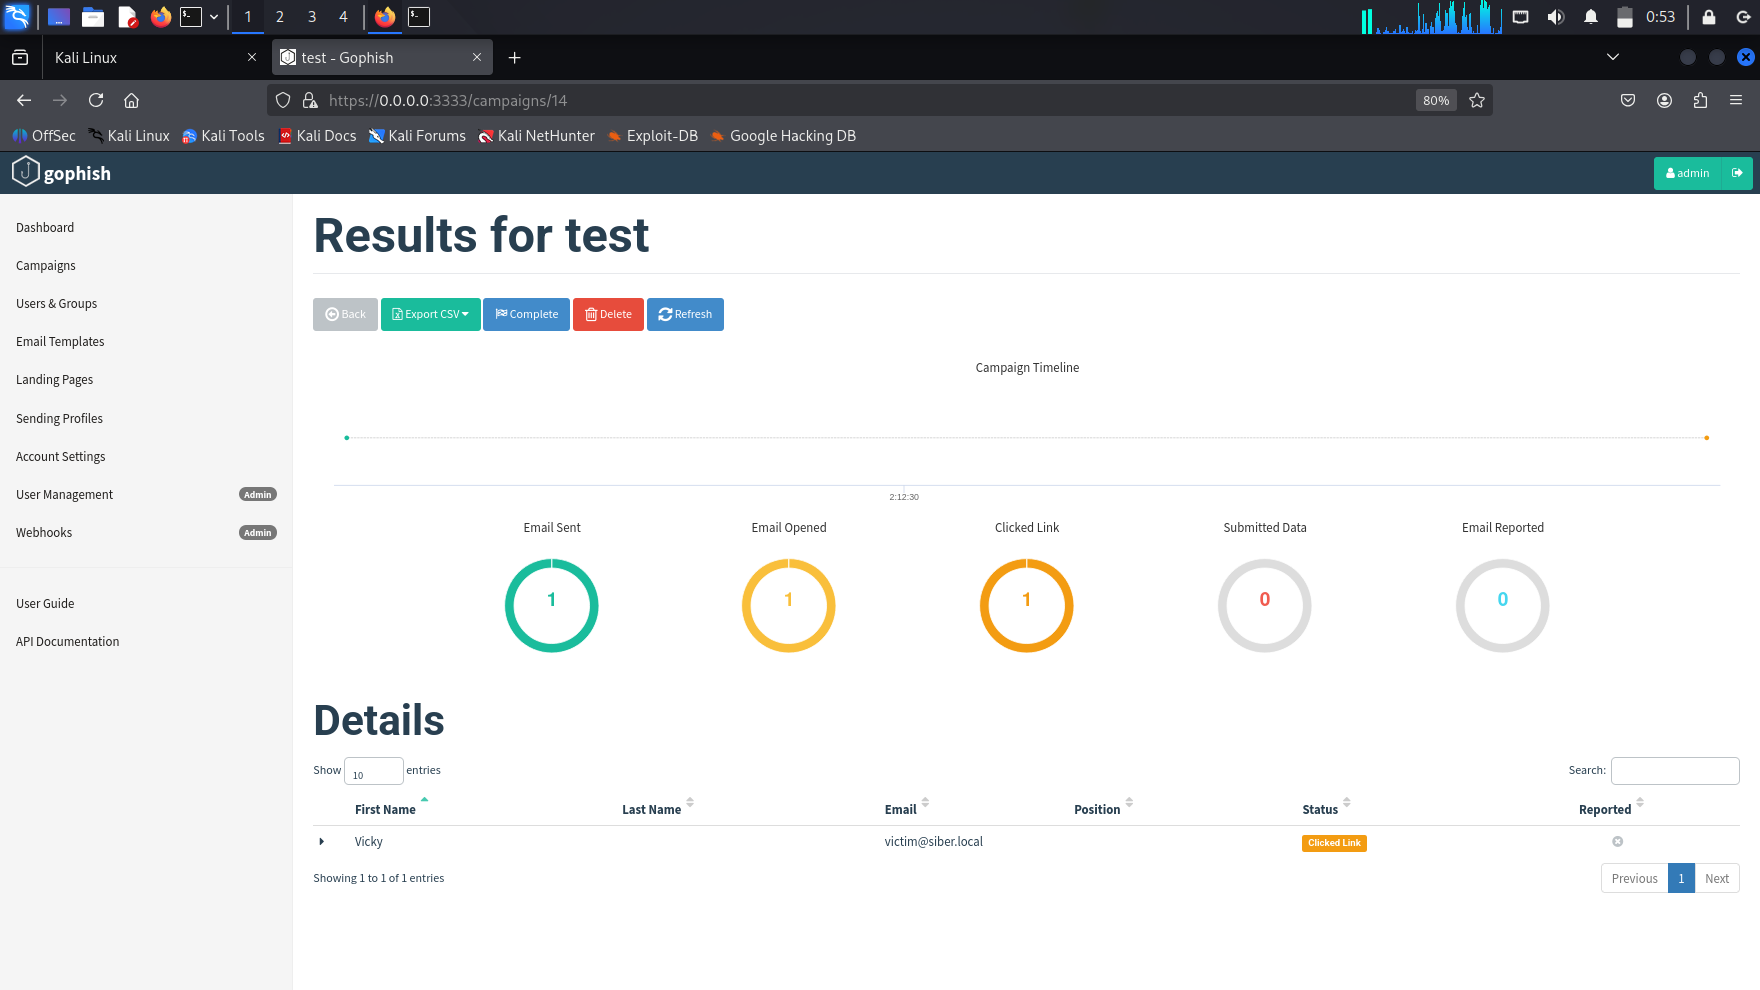 1 2 3 4 0:53
Kali Linux test - Gophish
https://0.0.0.0:3333/campaigns/14 80%
OffSec Kali Linux Kali Tools Kali Docs Kali Forums Kali NetHunter Exploit-DB Google Hacking DB
gophish admin
Dashboard
Campaigns
Users & Groups
Email Templates
Landing Pages
Sending Profiles
Account Settings
User Management Admin
Webhooks Admin
User Guide
API Documentation
Results for test
Back Export CSV Complete Delete Refresh
Campaign Timeline
2:12:30
Email Sent Email Opened Clicked Link Submitted Data Email Reported
1 1 1 0 0
Details
Show 10 entries Search:
First Name Last Name Email Position Status Reported
Vicky victim@siber.local Clicked Link
Showing 1 to 1 of 1 entries Previous 1 Next